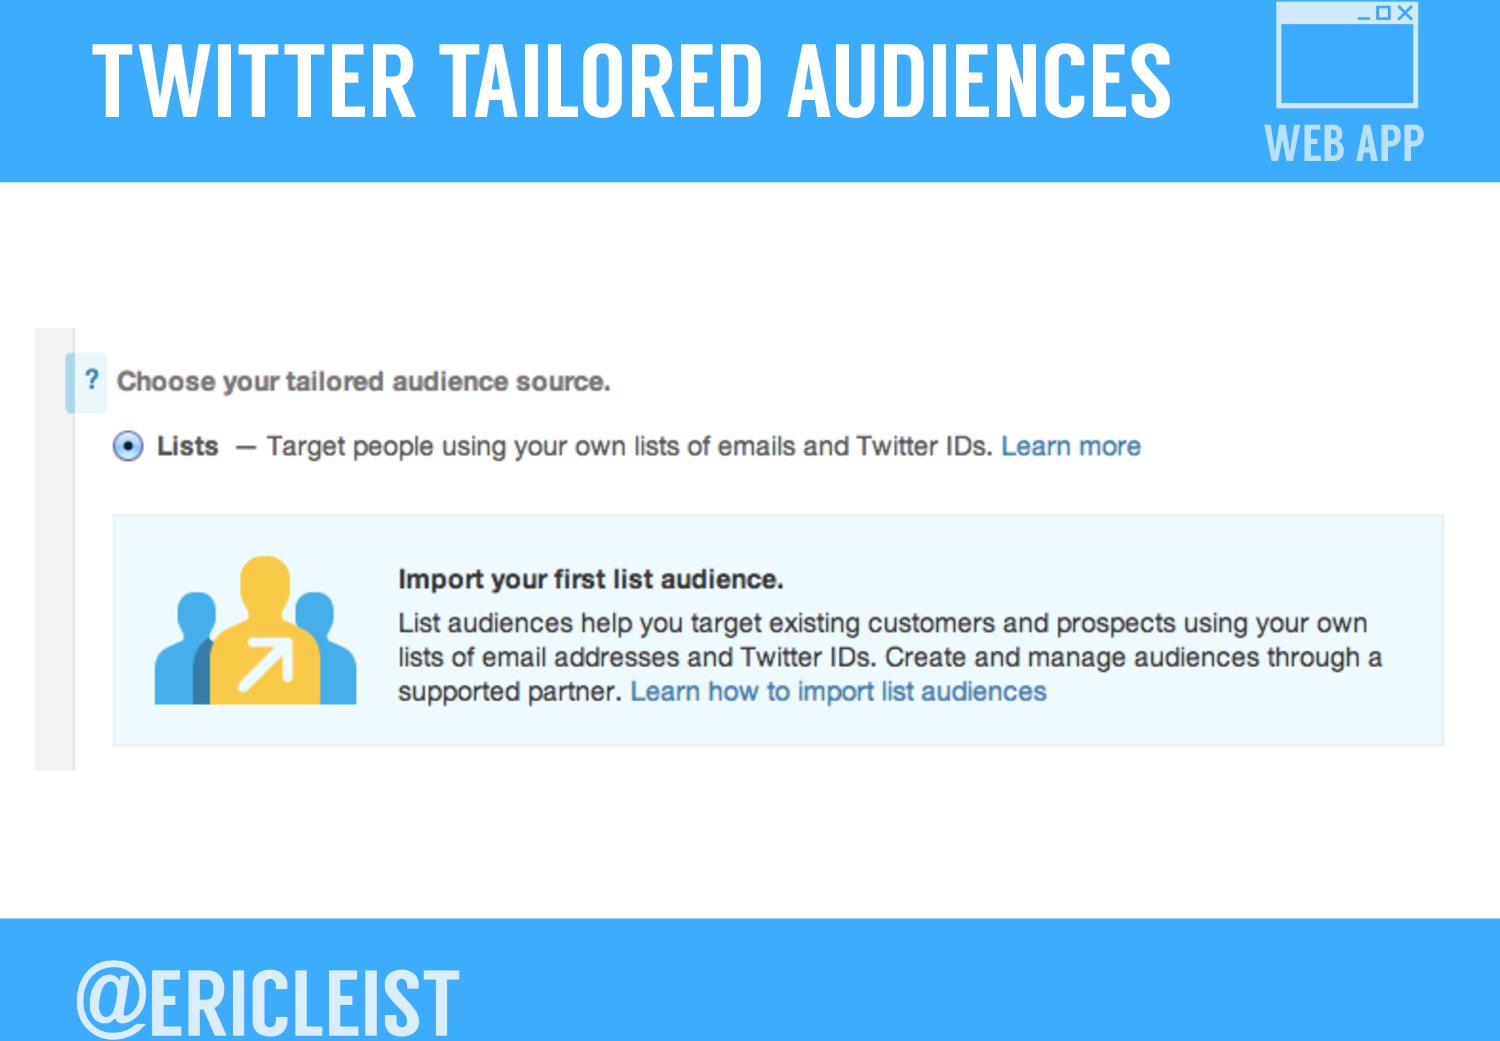 TWITTER TAILORED AUDIENCES
WEB APP
? Choose your tailored audience source.
Lists — Target people using your own lists of emails and Twitter IDs. Learn more
Import your first list audience.
List audiences help you target existing customers and prospects using your own
lists of email addresses and Twitter IDs. Create and manage audiences through a
supported partner. Learn how to import list audiences
@ERICLEIST